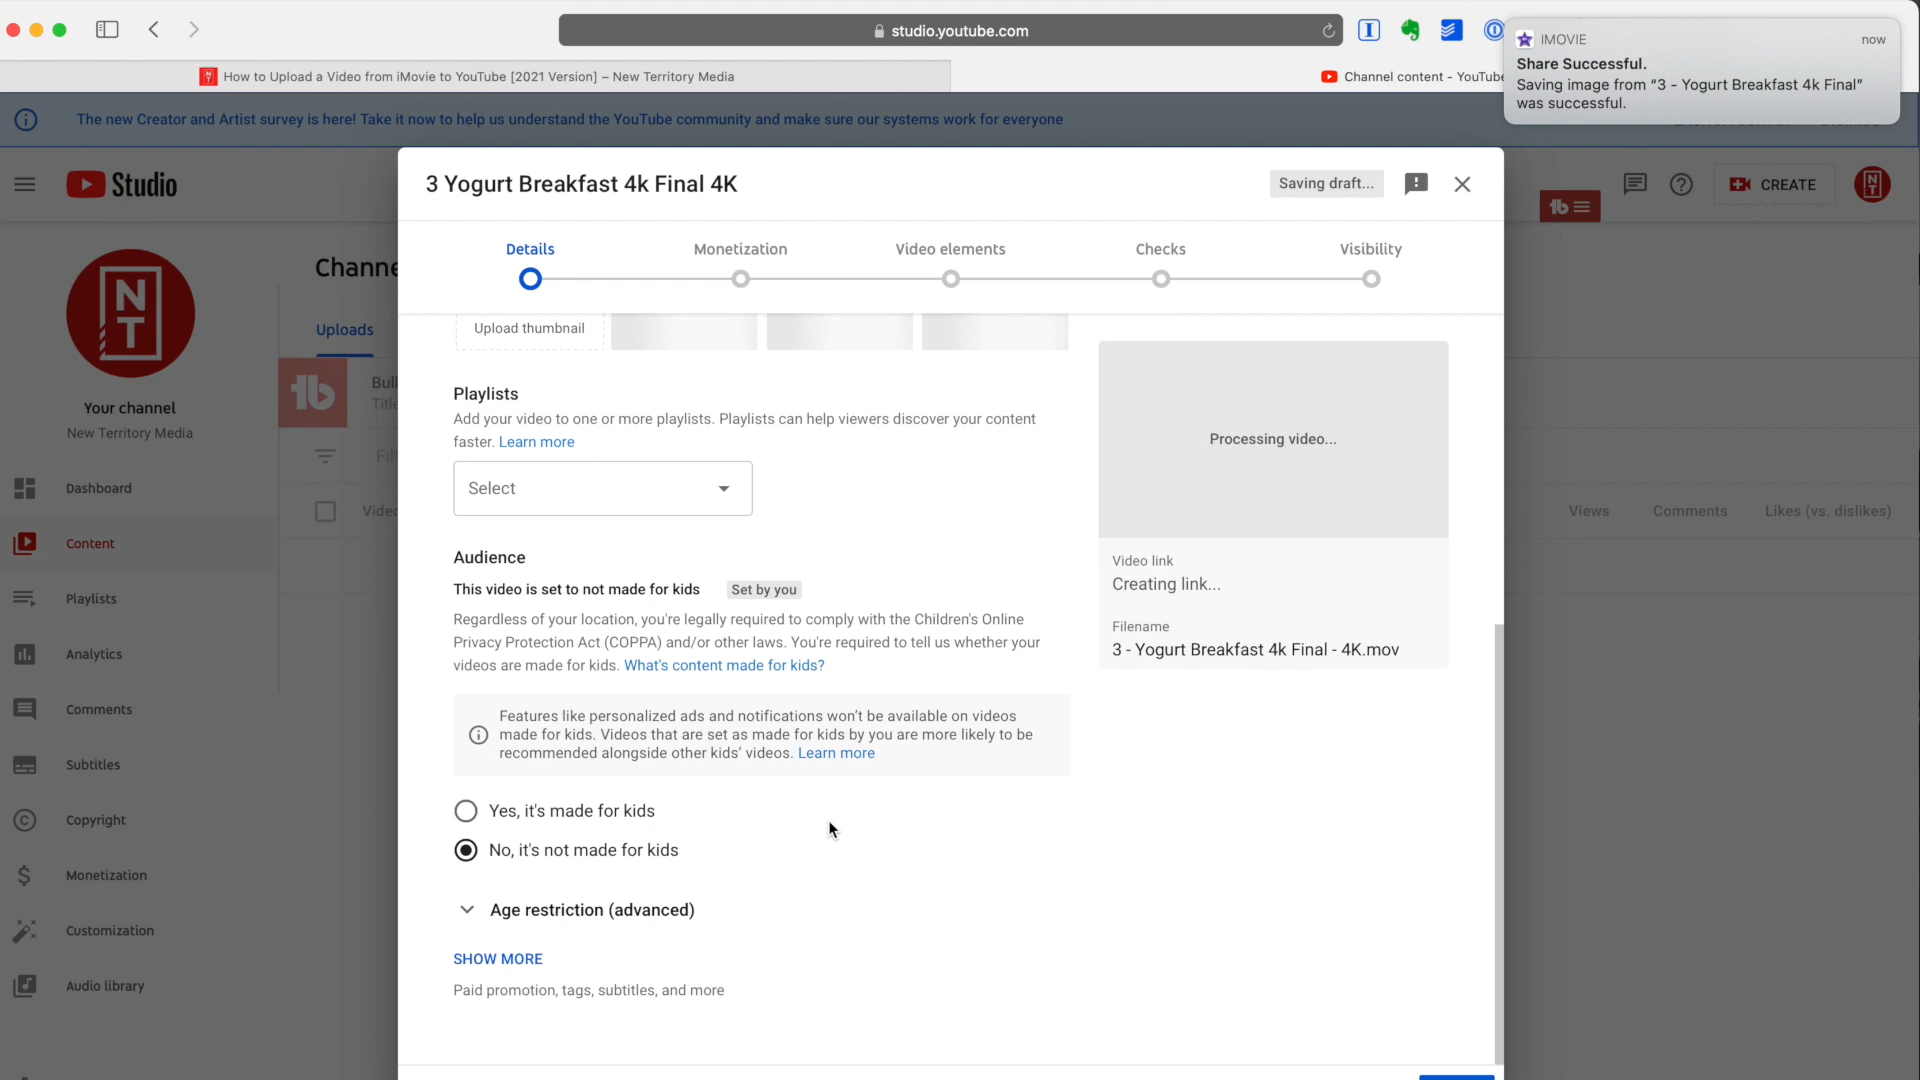 studio.youtube.com
IMOVIE
now
Share Successful.
Saving image from “3 - Yogurt Breakfast 4k Final”
was successful.
How to Upload a Video from iMovie to YouTube [2021 Version] – New Territory Media
Channel content - YouTube
The new Creator and Artist survey is here! Take it now to help us understand the YouTube community and make sure our systems work for everyone
Studio
CREATE
3 Yogurt Breakfast 4k Final 4K
Saving draft...
Details
Monetization
Video elements
Checks
Visibility
Your channel
New Territory Media
Dashboard
Content
Playlists
Analytics
Comments
Subtitles
Copyright
Monetization
Customization
Audio library
Channe
Uploads
Bul
Title
Filt
Video
Upload thumbnail
Playlists
Add your video to one or more playlists. Playlists can help viewers discover your content
faster. Learn more
Select
Audience
This video is set to not made for kids
Set by you
Regardless of your location, you're legally required to comply with the Children's Online
Privacy Protection Act (COPPA) and/or other laws. You're required to tell us whether your
videos are made for kids. What's content made for kids?
Features like personalized ads and notifications won’t be available on videos
made for kids. Videos that are set as made for kids by you are more likely to be
recommended alongside other kids’ videos. Learn more
Yes, it's made for kids
No, it's not made for kids
Age restriction (advanced)
SHOW MORE
Paid promotion, tags, subtitles, and more
Processing video...
Video link
Creating link...
Filename
3 - Yogurt Breakfast 4k Final - 4K.mov
Views
Comments
Likes (vs. dislikes)